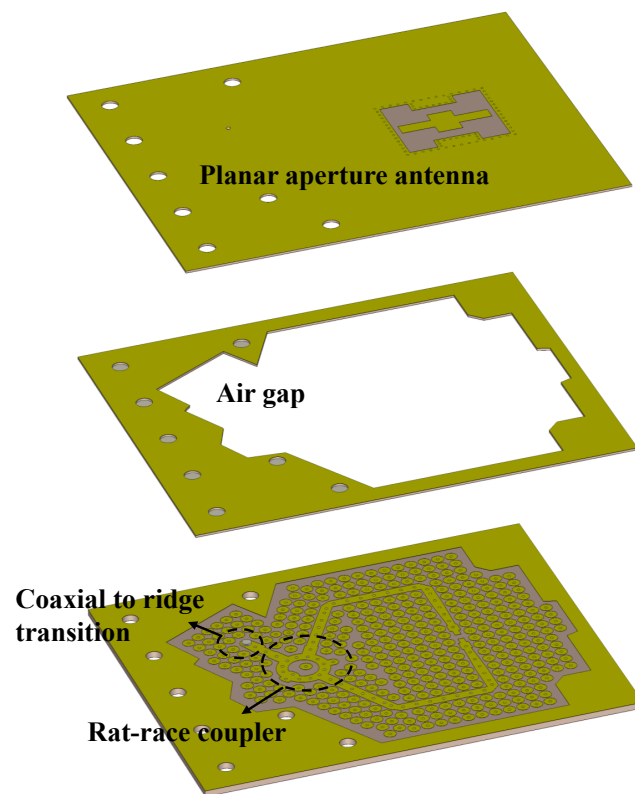 Planar aperture antenna
Air gap
Coaxial to ridge
transition
Rat-race coupler